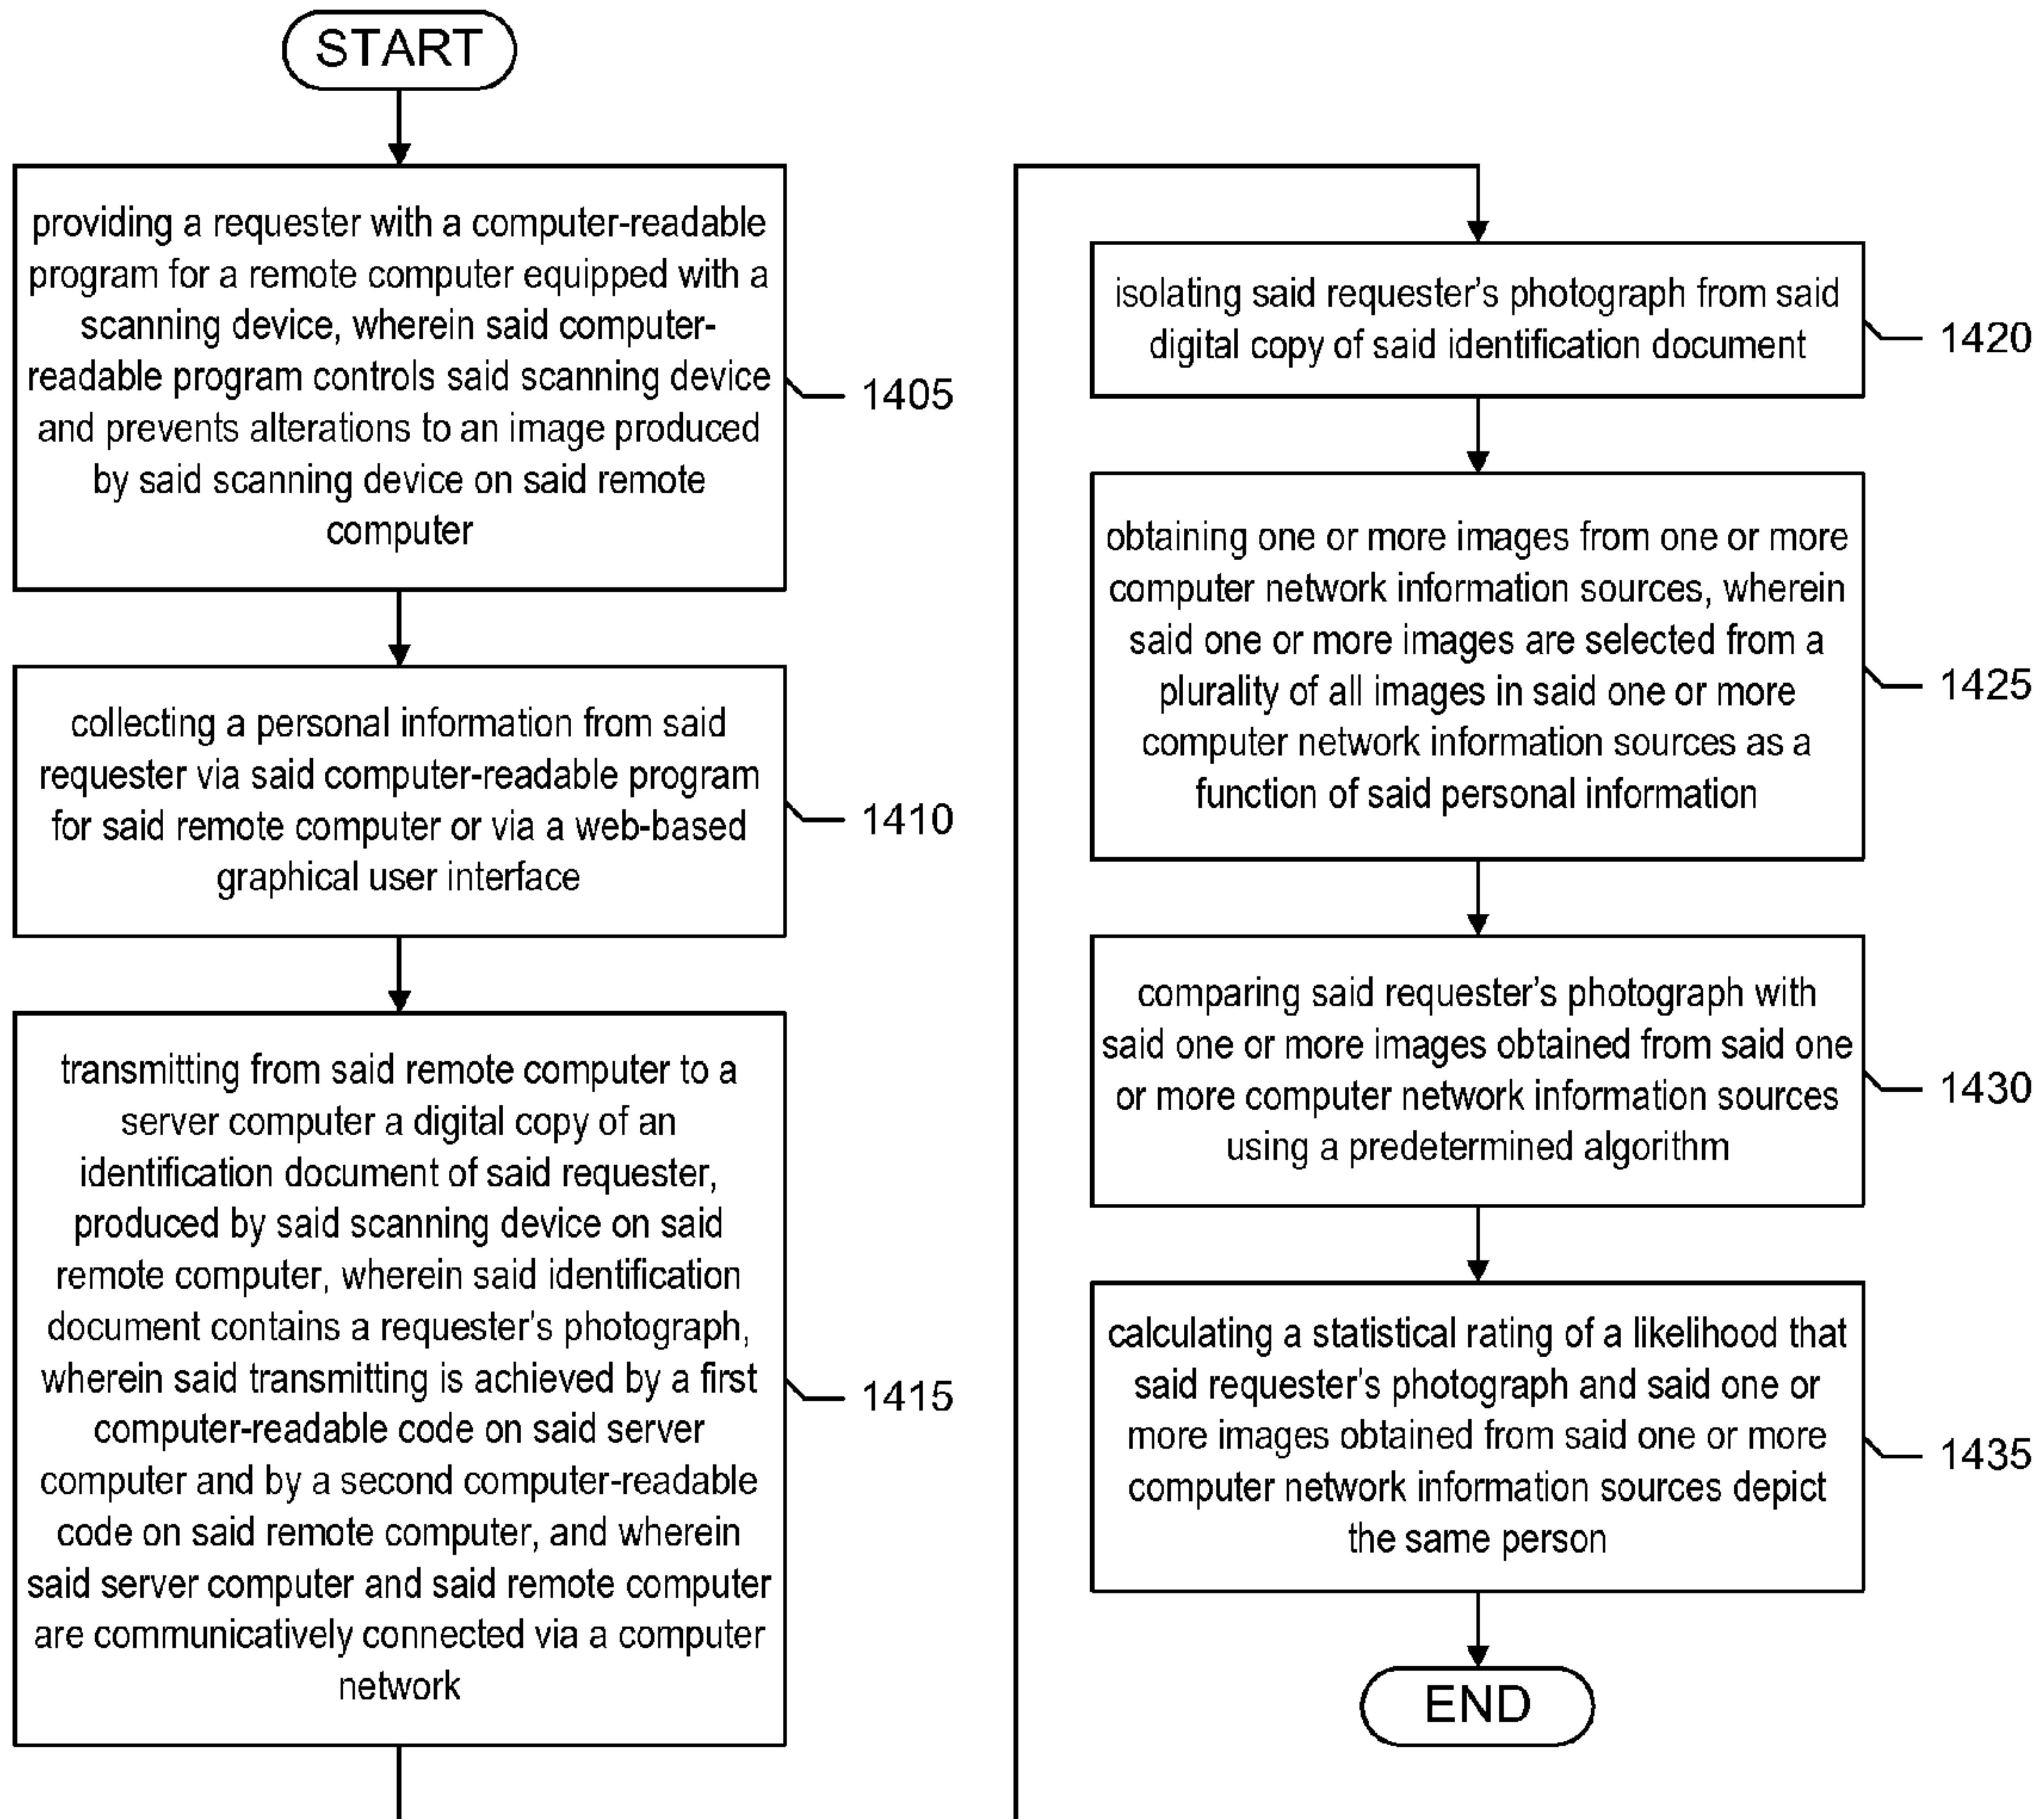 START
providing a requester with a computer-readable
program for a remote computer equipped with a
scanning device, wherein said computer-
readable program controls said scanning device
and prevents alterations to an image produced
by said scanning device on said remote
computer
1405
collecting a personal information from said
requester via said computer-readable program
for said remote computer or via a web-based
graphical user interface
1410
transmitting from said remote computer to a
server computer a digital copy of an
identification document of said requester,
produced by said scanning device on said
remote computer, wherein said identification
document contains a requester's photograph,
wherein said transmitting is achieved by a first
computer-readable code on said server
computer and by a second computer-readable
code on said remote computer, and wherein
said server computer and said remote computer
are communicatively connected via a computer
network
1415
isolating said requester's photograph from said
digital copy of said identification document
1420
obtaining one or more images from one or more
computer network information sources, wherein
said one or more images are selected from a
plurality of all images in said one or more
computer network information sources as a
function of said personal information
1425
comparing said requester's photograph with
said one or more images obtained from said one
or more computer network information sources
using a predetermined algorithm
1430
calculating a statistical rating of a likelihood that
said requester's photograph and said one or
more images obtained from said one or more
computer network information sources depict
the same person
1435
END